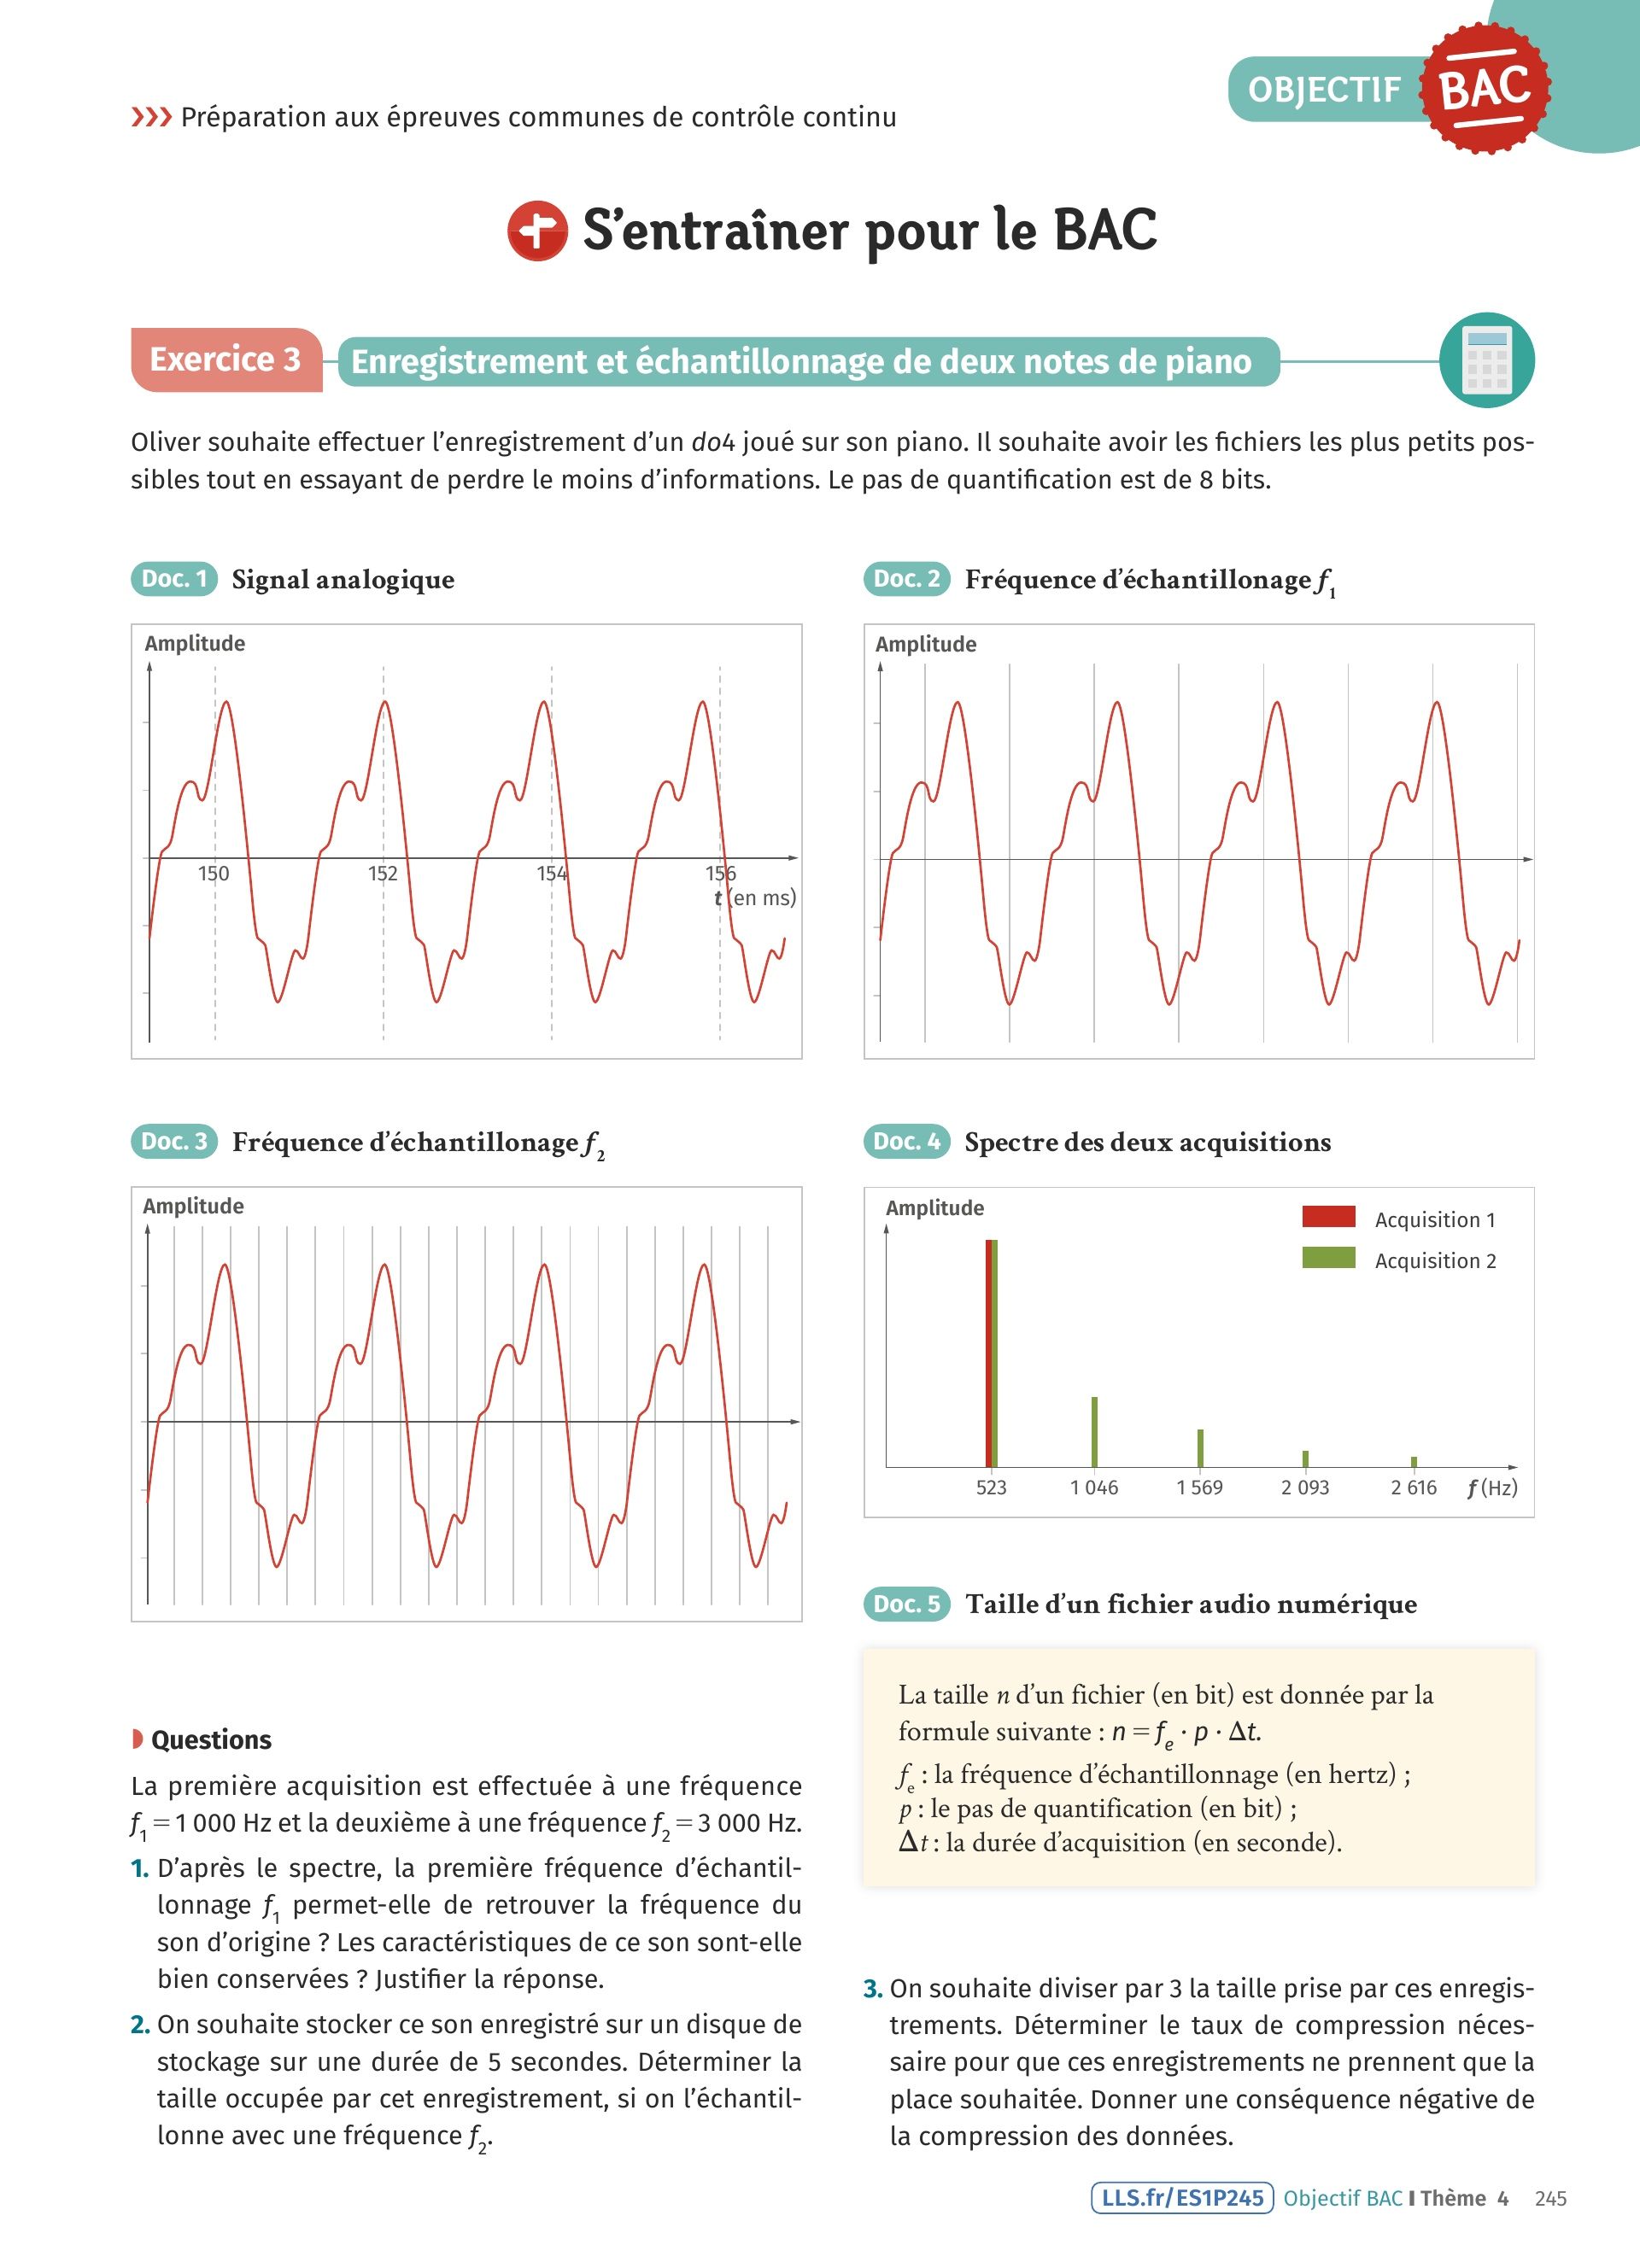 OBJECTIF BAC
››› Préparation aux épreuves communes de contrôle continu
S’entraîner pour le BAC
Exercice 3 Enregistrement et échantillonnage de deux notes de piano
Oliver souhaite effectuer l’enregistrement d’un do4 joué sur son piano. Il souhaite avoir les fichiers les plus petits pos-
sibles tout en essayant de perdre le moins d’informations. Le pas de quantification est de 8 bits.
Doc. 1 Signal analogique
Amplitude
150 152 154 156
t (en ms)
Doc. 2 Fréquence d’échantillonage f1
Amplitude
Doc. 3 Fréquence d’échantillonage f2
Amplitude
Doc. 4 Spectre des deux acquisitions
Amplitude
Acquisition 1
Acquisition 2
523 1 046 1 569 2 093 2 616 f (Hz)
Doc. 5 Taille d’un fichier audio numérique
La taille n d’un fichier (en bit) est donnée par la
formule suivante : n = fe · p · Δt.
fe : la fréquence d’échantillonnage (en hertz) ;
p : le pas de quantification (en bit) ;
Δt : la durée d’acquisition (en seconde).
Questions
La première acquisition est effectuée à une fréquence
f1 = 1 000 Hz et la deuxième à une fréquence f2 = 3 000 Hz.
1. D’après le spectre, la première fréquence d’échantil-
lonnage f1 permet-elle de retrouver la fréquence du
son d’origine ? Les caractéristiques de ce son sont-elle
bien conservées ? Justifier la réponse.
2. On souhaite stocker ce son enregistré sur un disque de
stockage sur une durée de 5 secondes. Déterminer la
taille occupée par cet enregistrement, si on l’échantil-
lonne avec une fréquence f2.
3. On souhaite diviser par 3 la taille prise par ces enregis-
trements. Déterminer le taux de compression néces-
saire pour que ces enregistrements ne prennent que la
place souhaitée. Donner une conséquence négative de
la compression des données.
LLS.fr/ES1P245 Objectif BAC I Thème 4 245